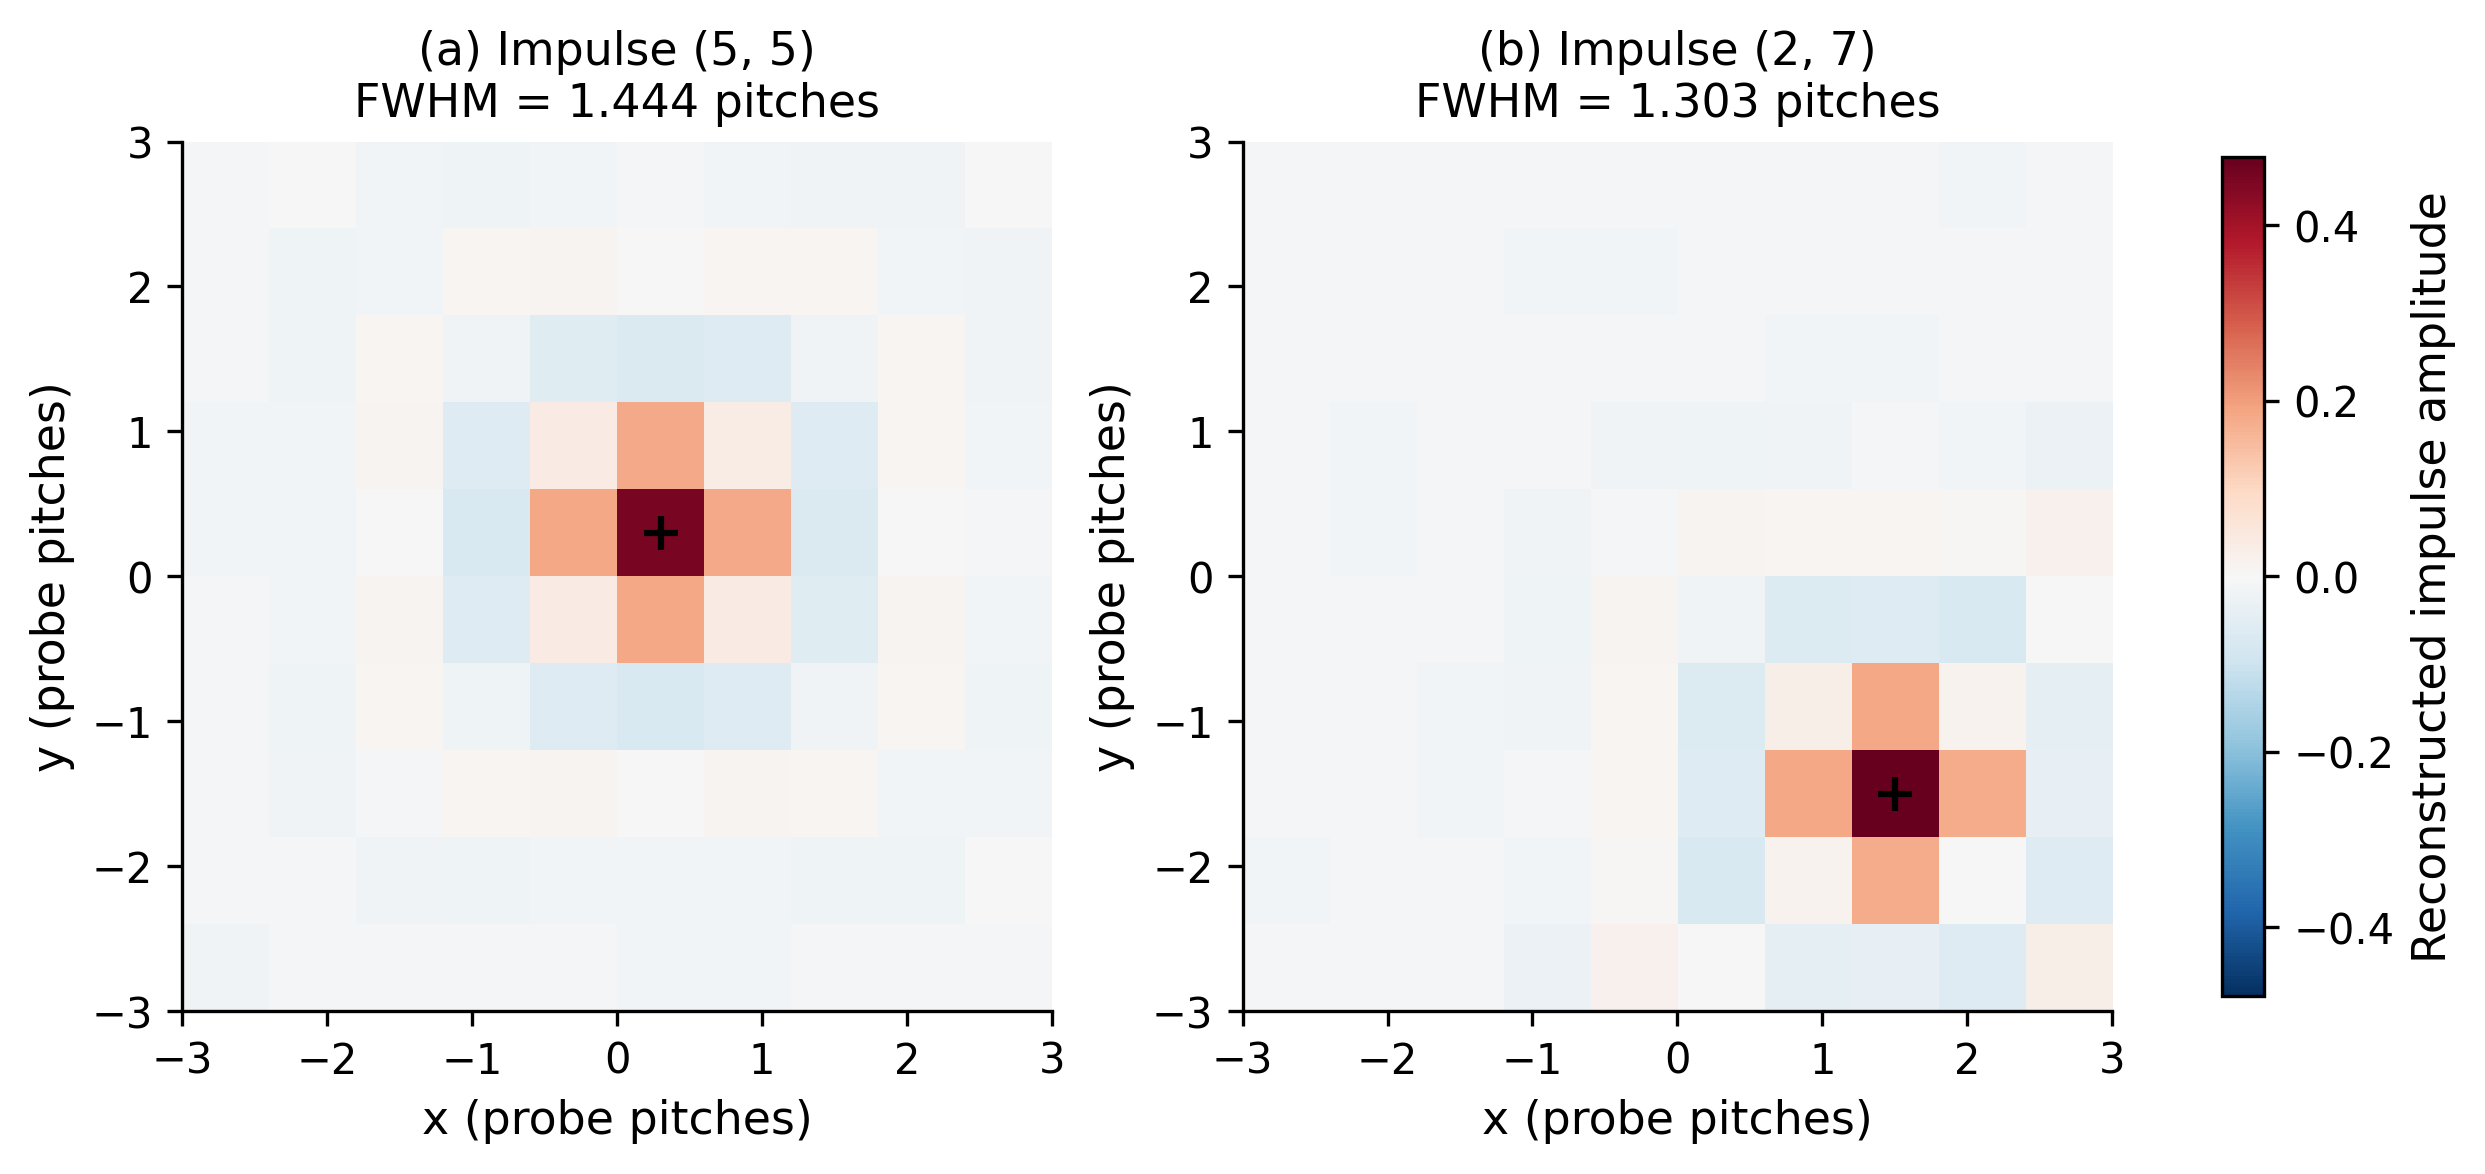 (a) Impulse (5, 5)
FWHM = 1.444 pitches
3
2
1
0
−1
−2
−3
y (probe pitches)
−3 −2 −1 0 1 2 3
x (probe pitches)
(b) Impulse (2, 7)
FWHM = 1.303 pitches
3
2
1
0
−1
−2
−3
y (probe pitches)
−3 −2 −1 0 1 2 3
x (probe pitches)
0.4
0.2
0.0
−0.2
−0.4
Reconstructed impulse amplitude